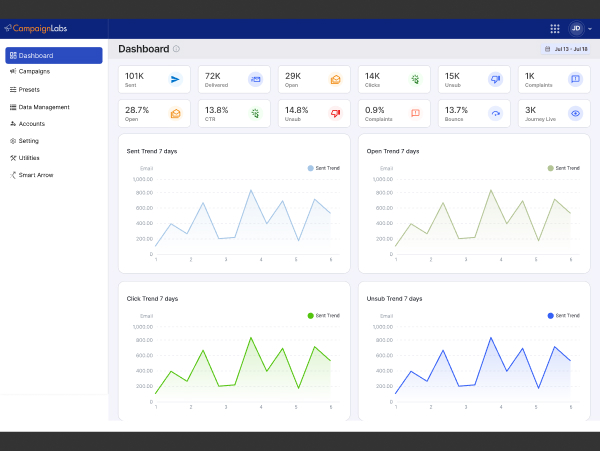 CampaignLabs
JD
Dashboard
Campaigns
Presets
Data Management
Accounts
Setting
Utilities
Smart Arrow
Dashboard
Jul 13 - Jul 18
101K
Sent
72K
Delivered
29K
Open
14K
Clicks
15K
Unsub
1K
Complaints
28.7%
Open
13.8%
CTR
14.8%
Unsub
0.9%
Complaints
13.7%
Bounce
3K
Journey Live
Sent Trend 7 days
Email
Sent Trend
1,000.00
800.00
600.00
400.00
200.00
0
1 2 3 4 5 6
Open Trend 7 days
Email
Sent Trend
1,000.00
800.00
600.00
400.00
200.00
0
1 2 3 4 5 6
Click Trend 7 days
Email
Sent Trend
1,000.00
800.00
600.00
400.00
200.00
0
1 2 3 4 5 6
Unsub Trend 7 days
Email
Sent Trend
1,000.00
800.00
600.00
400.00
200.00
0
1 2 3 4 5 6